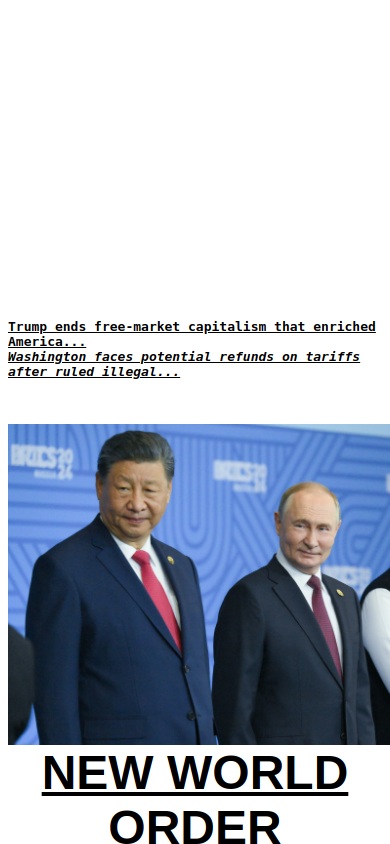 Trump ends free-market capitalism that enriched
America...
Washington faces potential refunds on tariffs
after ruled illegal...
BRICS 2024
RUSSIA
BRICS 2024
NEW WORLD
ORDER